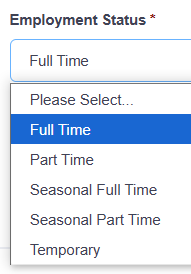 Employment Status *
Full Time
Please Select...
Full Time
Part Time
Seasonal Full Time
Seasonal Part Time
Temporary